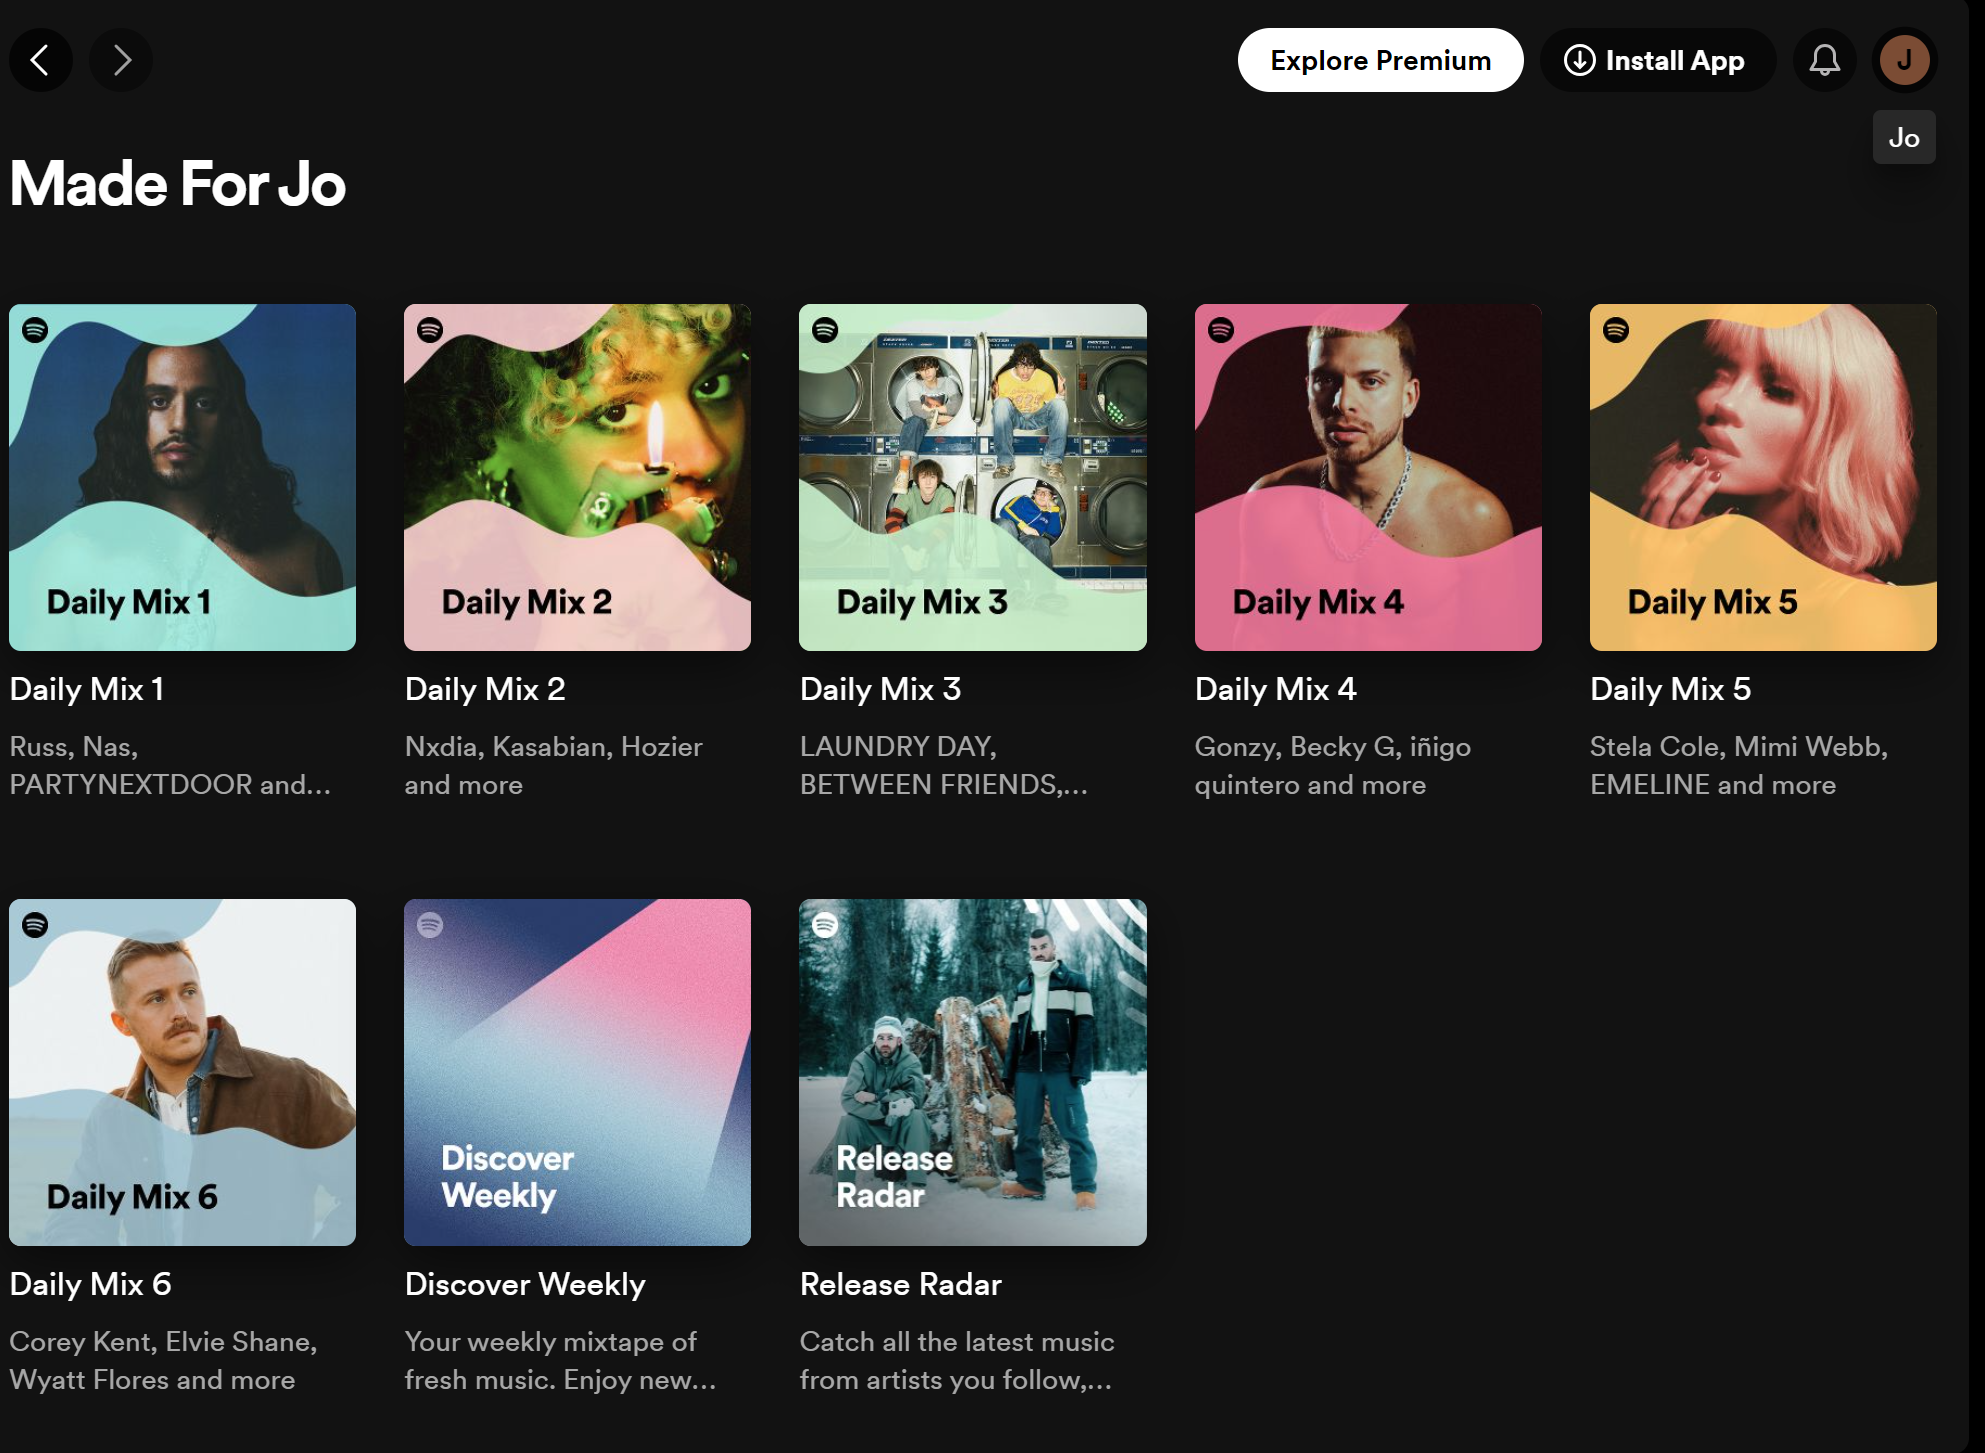 Explore Premium
Install App
J
Jo
Made For Jo
Daily Mix 1
Daily Mix 2
Daily Mix 3
Daily Mix 4
Daily Mix 5
Daily Mix 1
Russ, Nas,
PARTYNEXTDOOR and...
Daily Mix 2
Nxdia, Kasabian, Hozier
and more
Daily Mix 3
LAUNDRY DAY,
BETWEEN FRIENDS,...
Daily Mix 4
Gonzy, Becky G, iñigo
quintero and more
Daily Mix 5
Stela Cole, Mimi Webb,
EMELINE and more
Daily Mix 6
Discover
Weekly
Release
Radar
Daily Mix 6
Corey Kent, Elvie Shane,
Wyatt Flores and more
Discover Weekly
Your weekly mixtape of
fresh music. Enjoy new...
Release Radar
Catch all the latest music
from artists you follow,...